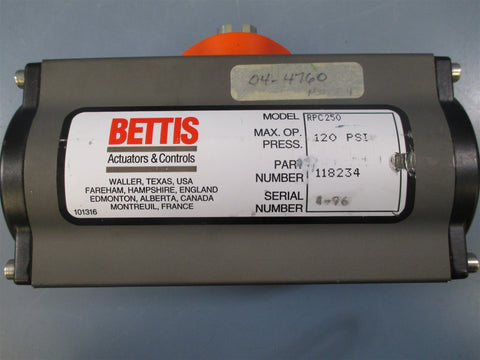 04-4760
BETTIS
Actuators & Controls
WALLER, TEXAS, USA
FAREHAM, HAMPSHIRE, ENGLAND
EDMONTON, ALBERTA, CANADA
MONTREUIL, FRANCE
101316
MODEL RPC250
MAX. OP. PRESS. 120 PSI
PART NUMBER 118234
SERIAL NUMBER 4-96